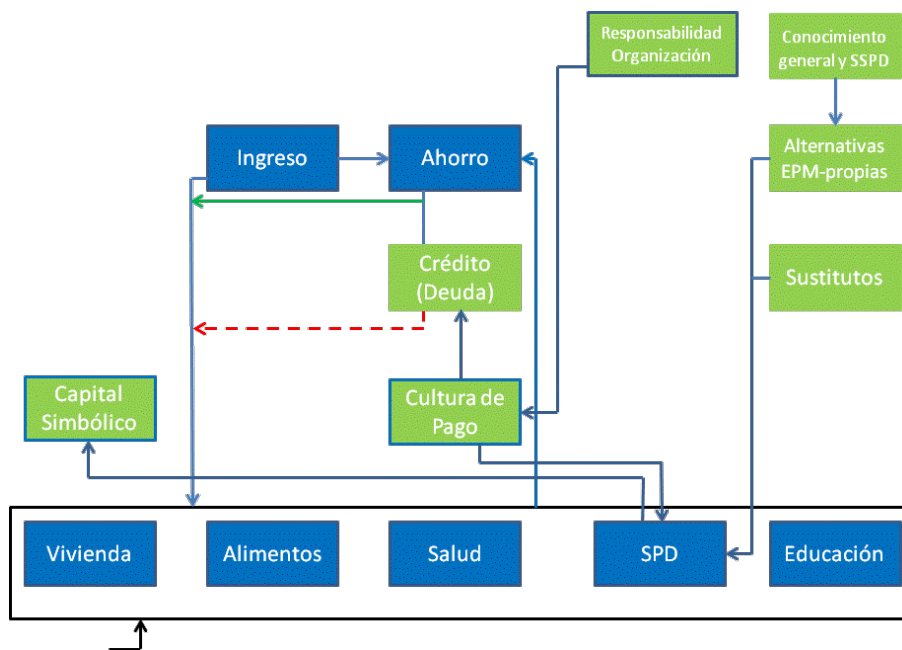 Responsabilidad
Organización
Conocimiento
general y SSPD
Ingreso
Ahorro
Alternativas
EPM-propias
Crédito
(Deuda)
Sustitutos
Capital
Simbólico
Cultura de
Pago
Vivienda
Alimentos
Salud
SPD
Educación